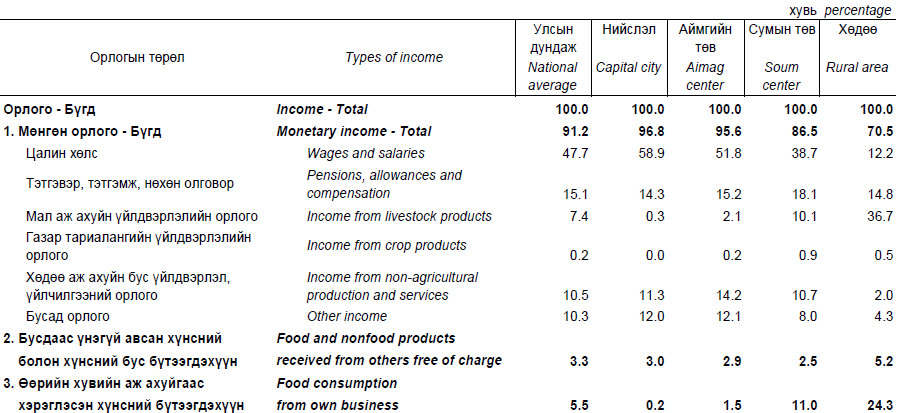 хувь percentage
Орлогын төрөл Types of income Улсын дундаж National average Нийслэл Capital city Аймгийн төв Aimag center Сумын төв Soum center Хөдөө Rural area
Орлого - Бүгд Income - Total 100.0 100.0 100.0 100.0 100.0
1. Мөнгөн орлого - Бүгд Monetary income - Total 91.2 96.8 95.6 86.5 70.5
Цалин хөлс Wages and salaries 47.7 58.9 51.8 38.7 12.2
Тэтгэвэр, тэтгэмж, нөхөн олговор Pensions, allowances and
compensation 15.1 14.3 15.2 18.1 14.8
Мал аж ахуйн үйлдвэрлэлийн орлого Income from livestock products 7.4 0.3 2.1 10.1 36.7
Газар тариалангийн үйлдвэрлэлийн
орлого Income from crop products 0.2 0.0 0.2 0.9 0.5
Хөдөө аж ахуйн бус үйлдвэрлэл, Income from non-agricultural
үйлчилгээний орлого production and services 10.5 11.3 14.2 10.7 2.0
Бусад орлого Other income 10.3 12.0 12.1 8.0 4.3
2. Бусдаас үнэгүй авсан хүнсний Food and nonfood products
болон хүнсний бус бүтээгдэхүүн received from others free of charge 3.3 3.0 2.9 2.5 5.2
3. Өөрийн хувийн аж ахуйгаас Food consumption
хэрэглэсэн хүнсний бүтээгдэхүүн from own business 5.5 0.2 1.5 11.0 24.3